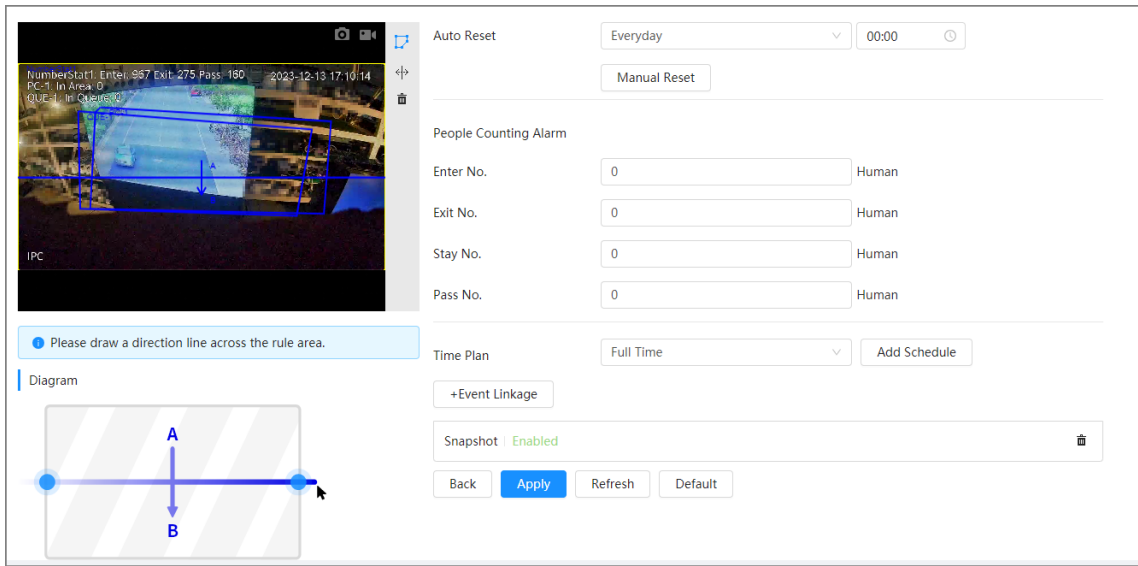 NumberStat1: Enter: 967 Exit: 275 Pass: 160
2023-12-13 17:10:14
PC-1: In Area: 0
QUE-1: In Queue: 0
A
IPC
Please draw a direction line across the rule area.
Diagram
A
B
Auto Reset
Everyday
00:00
Manual Reset
People Counting Alarm
Enter No.
0
Human
Exit No.
0
Human
Stay No.
0
Human
Pass No.
0
Human
Time Plan
Full Time
Add Schedule
+Event Linkage
Snapshot Enabled
Back
Apply
Refresh
Default